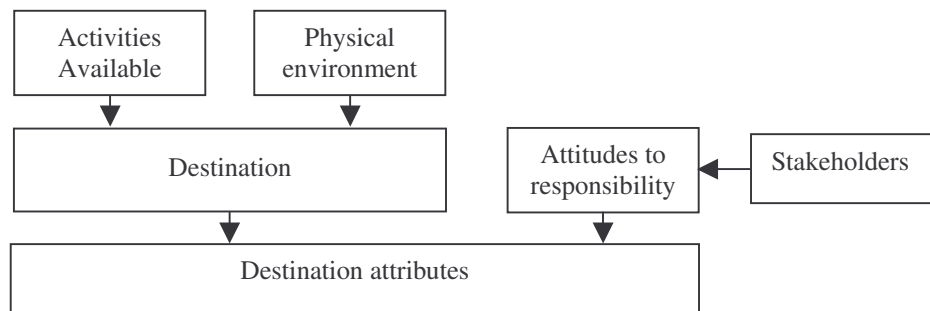 Activities
Available
Physical
environment
Destination
Attitudes to
responsibility
Stakeholders
Destination attributes